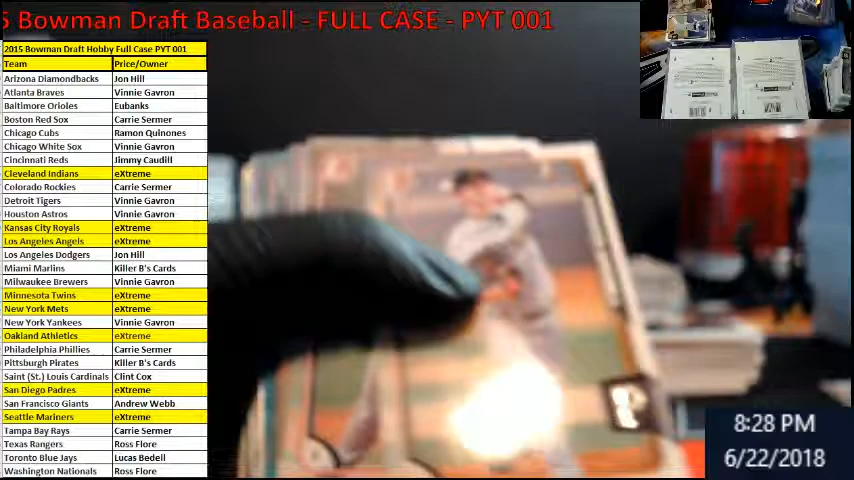 5 Bowman Draft Baseball - FULL CASE - PYT 001
2015 Bowman Draft Hobby Full Case PYT 001
Team Price/Owner
Arizona Diamondbacks Jon Hill
Atlanta Braves Vinnie Gavron
Baltimore Orioles Eubanks
Boston Red Sox Carrie Sermer
Chicago Cubs Ramon Quinones
Chicago White Sox Vinnie Gavron
Cincinnati Reds Jimmy Caudill
Cleveland Indians eXtreme
Colorado Rockies Carrie Sermer
Detroit Tigers Vinnie Gavron
Houston Astros Vinnie Gavron
Kansas City Royals eXtreme
Los Angeles Angels eXtreme
Los Angeles Dodgers Jon Hill
Miami Marlins Killer B's Cards
Milwaukee Brewers Vinnie Gavron
Minnesota Twins eXtreme
New York Mets eXtreme
New York Yankees Vinnie Gavron
Oakland Athletics eXtreme
Philadelphia Phillies Carrie Sermer
Pittsburgh Pirates Killer B's Cards
Saint (St.) Louis Cardinals Clint Cox
San Diego Padres eXtreme
San Francisco Giants Andrew Webb
Seattle Mariners eXtreme
Tampa Bay Rays Carrie Sermer
Texas Rangers Ross Flore
Toronto Blue Jays Lucas Bedell
Washington Nationals Ross Flore
8:28 PM
6/22/2018